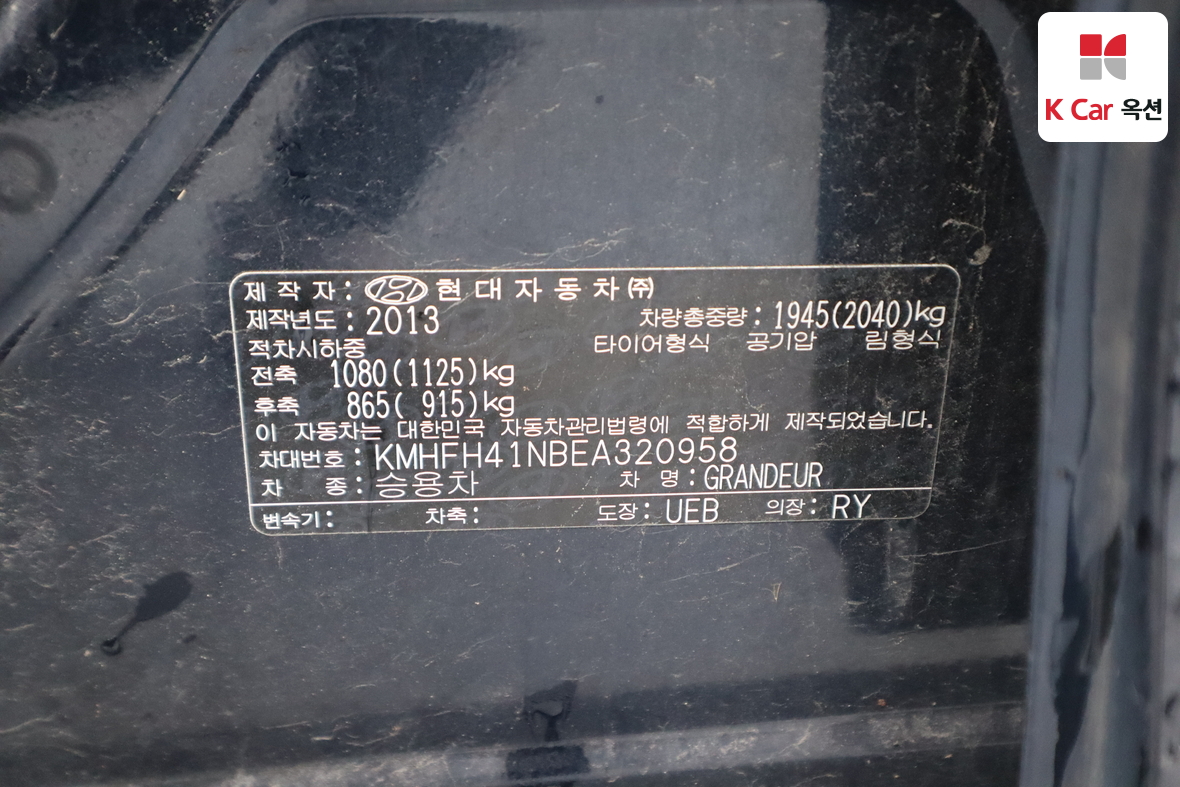 K Car 옥션
제 작 자 : 현 대 자 동 차 ㈜
제작년도 : 2013 차량총중량 : 1945(2040)kg
적차시하중 타이어형식 공기압 림형식
전축 1080(1125)kg
후축 865( 915)kg
이 자동차는 대한민국 자동차관리법령에 적합하게 제작되었습니다.
차대번호 : KMHFH41NBEA320958
차 종 : 승용차 차 명 : GRANDEUR
변속기 : 차축 : 도장 : UEB 의장 : RY